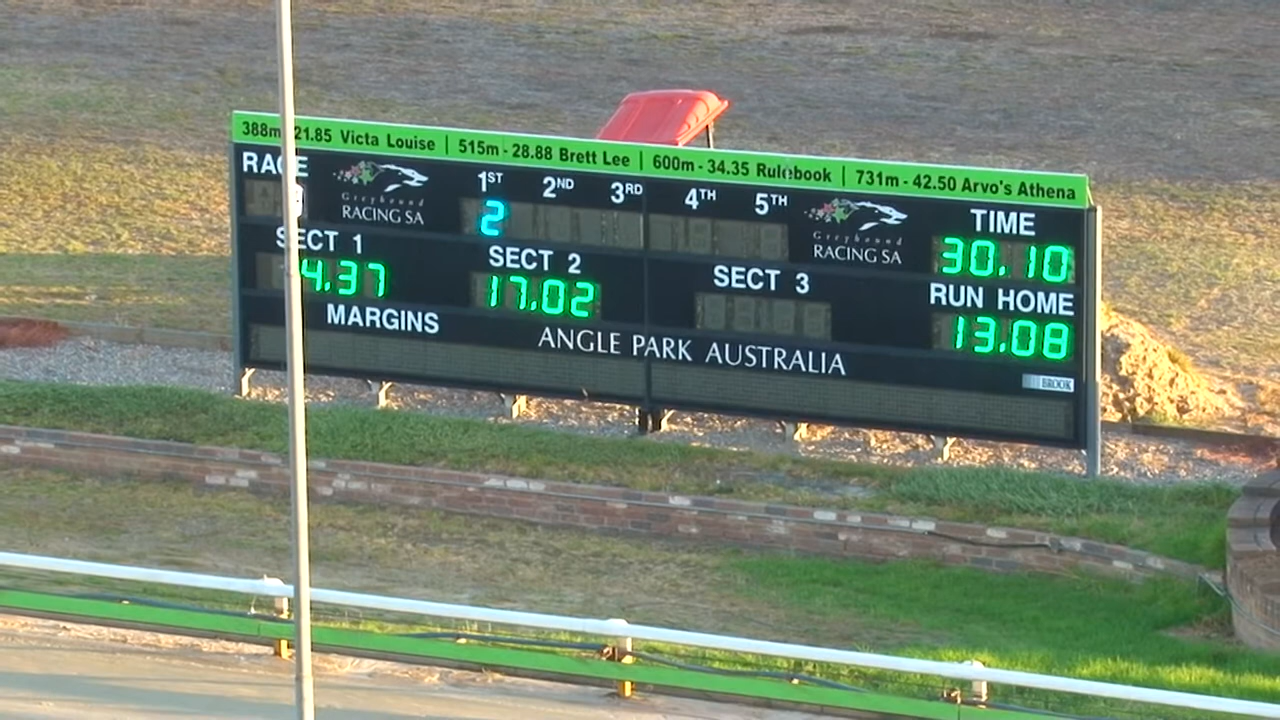 388m 21.85 Victa Louise | 515m - 28.88 Brett Lee | 600m - 34.35 Rulebook | 731m - 42.50 Arvo's Athena
RACE
Greyhound
RACING SA
1ST 2ND 3RD 4TH 5TH
2
Greyhound
RACING SA
TIME
30.10
SECT 1
4.37
SECT 2
17.02
SECT 3
RUN HOME
13.08
MARGINS
ANGLE PARK AUSTRALIA
BROOK